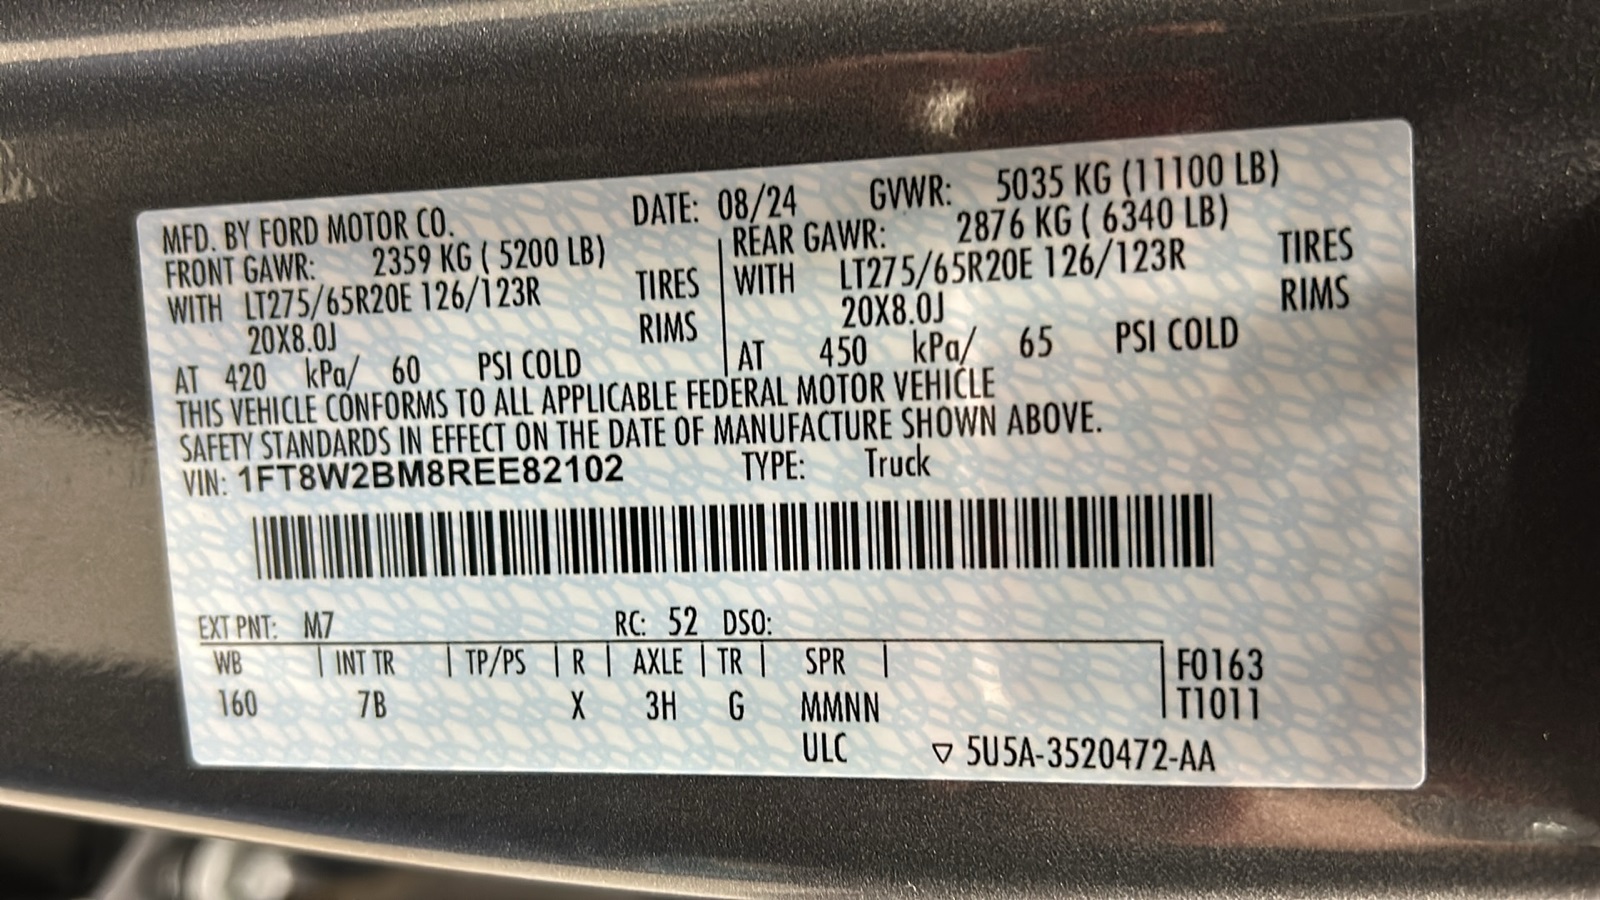 MFD. BY FORD MOTOR CO. DATE: 08/24 GVWR: 5035 KG (11100 LB)
FRONT GAWR: 2359 KG ( 5200 LB) REAR GAWR: 2876 KG ( 6340 LB)
WITH LT275/65R20E 126/123R TIRES WITH LT275/65R20E 126/123R TIRES
20X8.0J RIMS 20X8.0J RIMS
AT 420 kPa/ 60 PSI COLD AT 450 kPa/ 65 PSI COLD
THIS VEHICLE CONFORMS TO ALL APPLICABLE FEDERAL MOTOR VEHICLE
SAFETY STANDARDS IN EFFECT ON THE DATE OF MANUFACTURE SHOWN ABOVE.
VIN: 1FT8W2BM8REE82102 TYPE: Truck
EXT PNT: M7 RC: 52 DSO:
WB | INT TR | TP/PS | R | AXLE | TR | SPR | F0163
160 7B X 3H G MMNN T1011
ULC ▽ 5U5A-3520472-AA